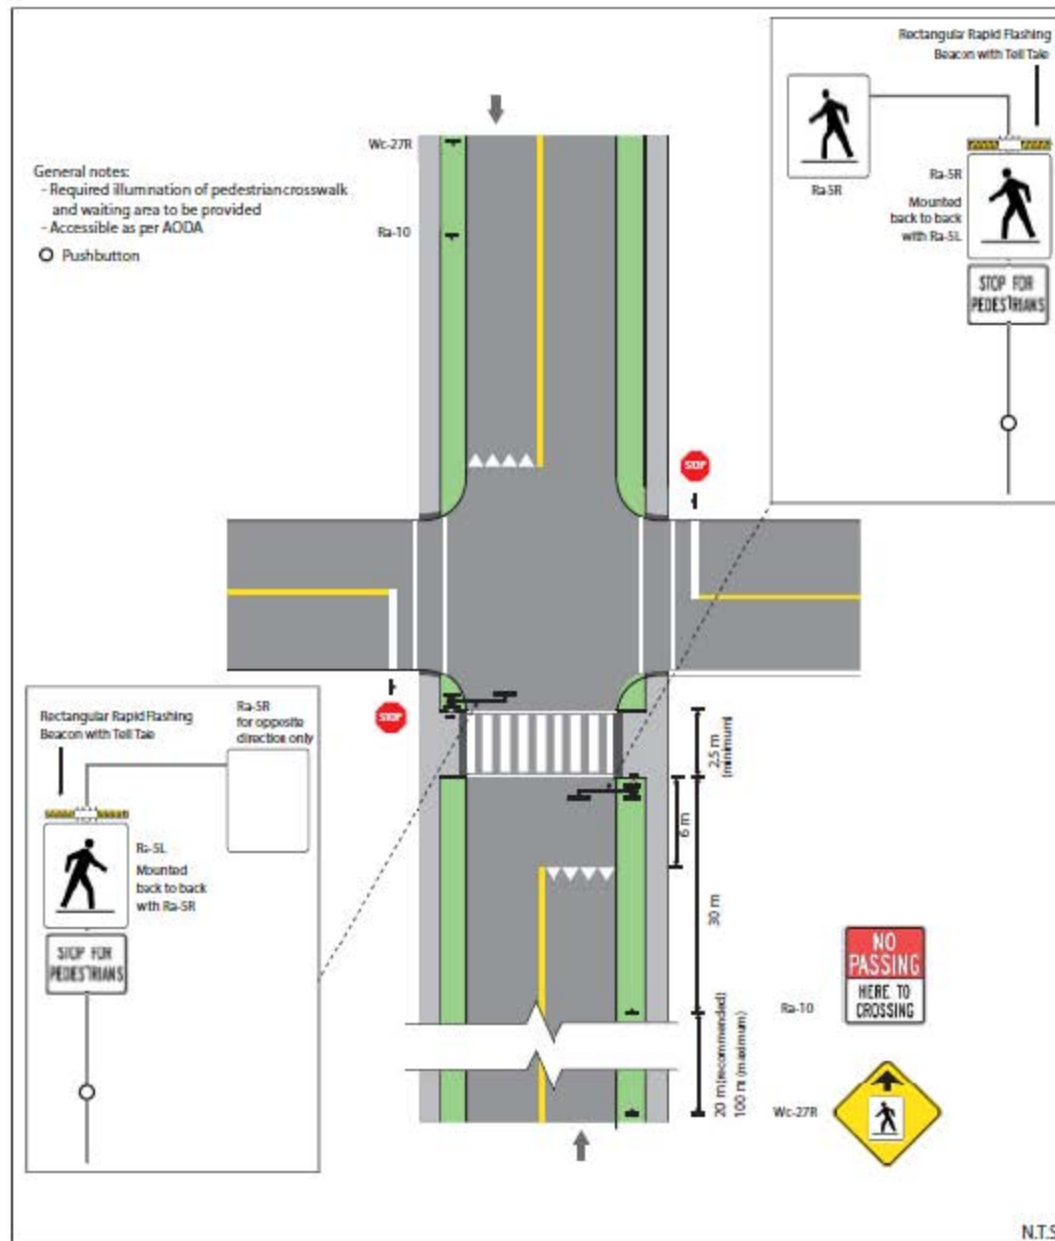 Rectangular Rapid Flashing
Beacon with Tell Tale
Ra-5R
Ra-5R
Mounted
back to back
with Ra-5L
STOP FOR
PEDESTRIANS
Wc-27R
General notes:
- Required illumination of pedestrian crosswalk
and waiting area to be provided
- Accessible as per AODA
Pushbutton
Ra-10
STOP
STOP
Rectangular Rapid Flashing
Beacon with Tell Tale
Ra-5R
for opposite
direction only
Ra-5L
Mounted
back to back
with Ra-5R
STOP FOR
PEDESTRIANS
2.5 m
(minimum)
6 m
30 m
20 m (recommended)
100 m (maximum)
Ra-10
NO
PASSING
HERE TO
CROSSING
Wc-27R
N.T.S